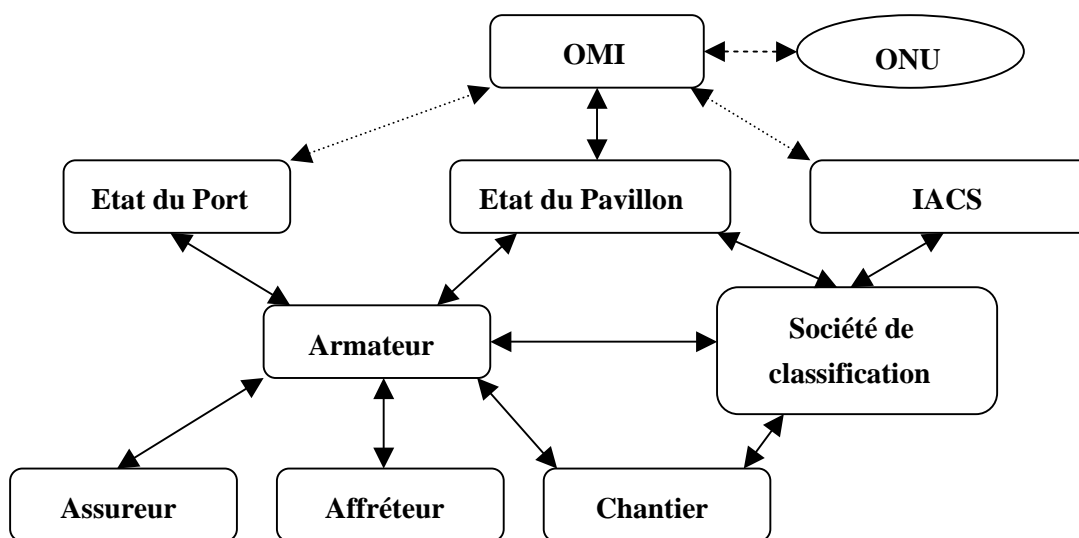 OMI
ONU
Etat du Port
Etat du Pavillon
IACS
Armateur
Société de
classification
Assureur
Affréteur
Chantier